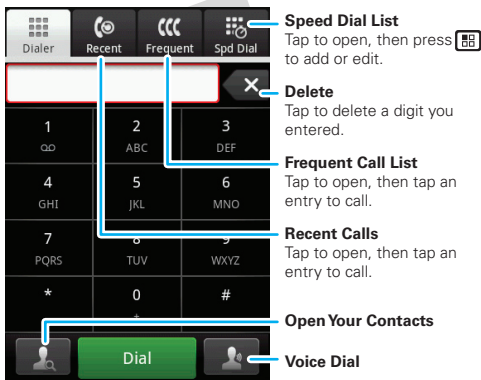 Dialer Recent Frequent Spd Dial
Speed Dial List
Tap to open, then press
to add or edit.
Delete
Tap to delete a digit you
entered.
Frequent Call List
Tap to open, then tap an
entry to call.
Recent Calls
Tap to open, then tap an
entry to call.
Open Your Contacts
Voice Dial
1 2 3
ABC DEF
4 5 6
GHI JKL MNO
7 8 9
PQRS TUV WXYZ
* 0 #
+
Dial